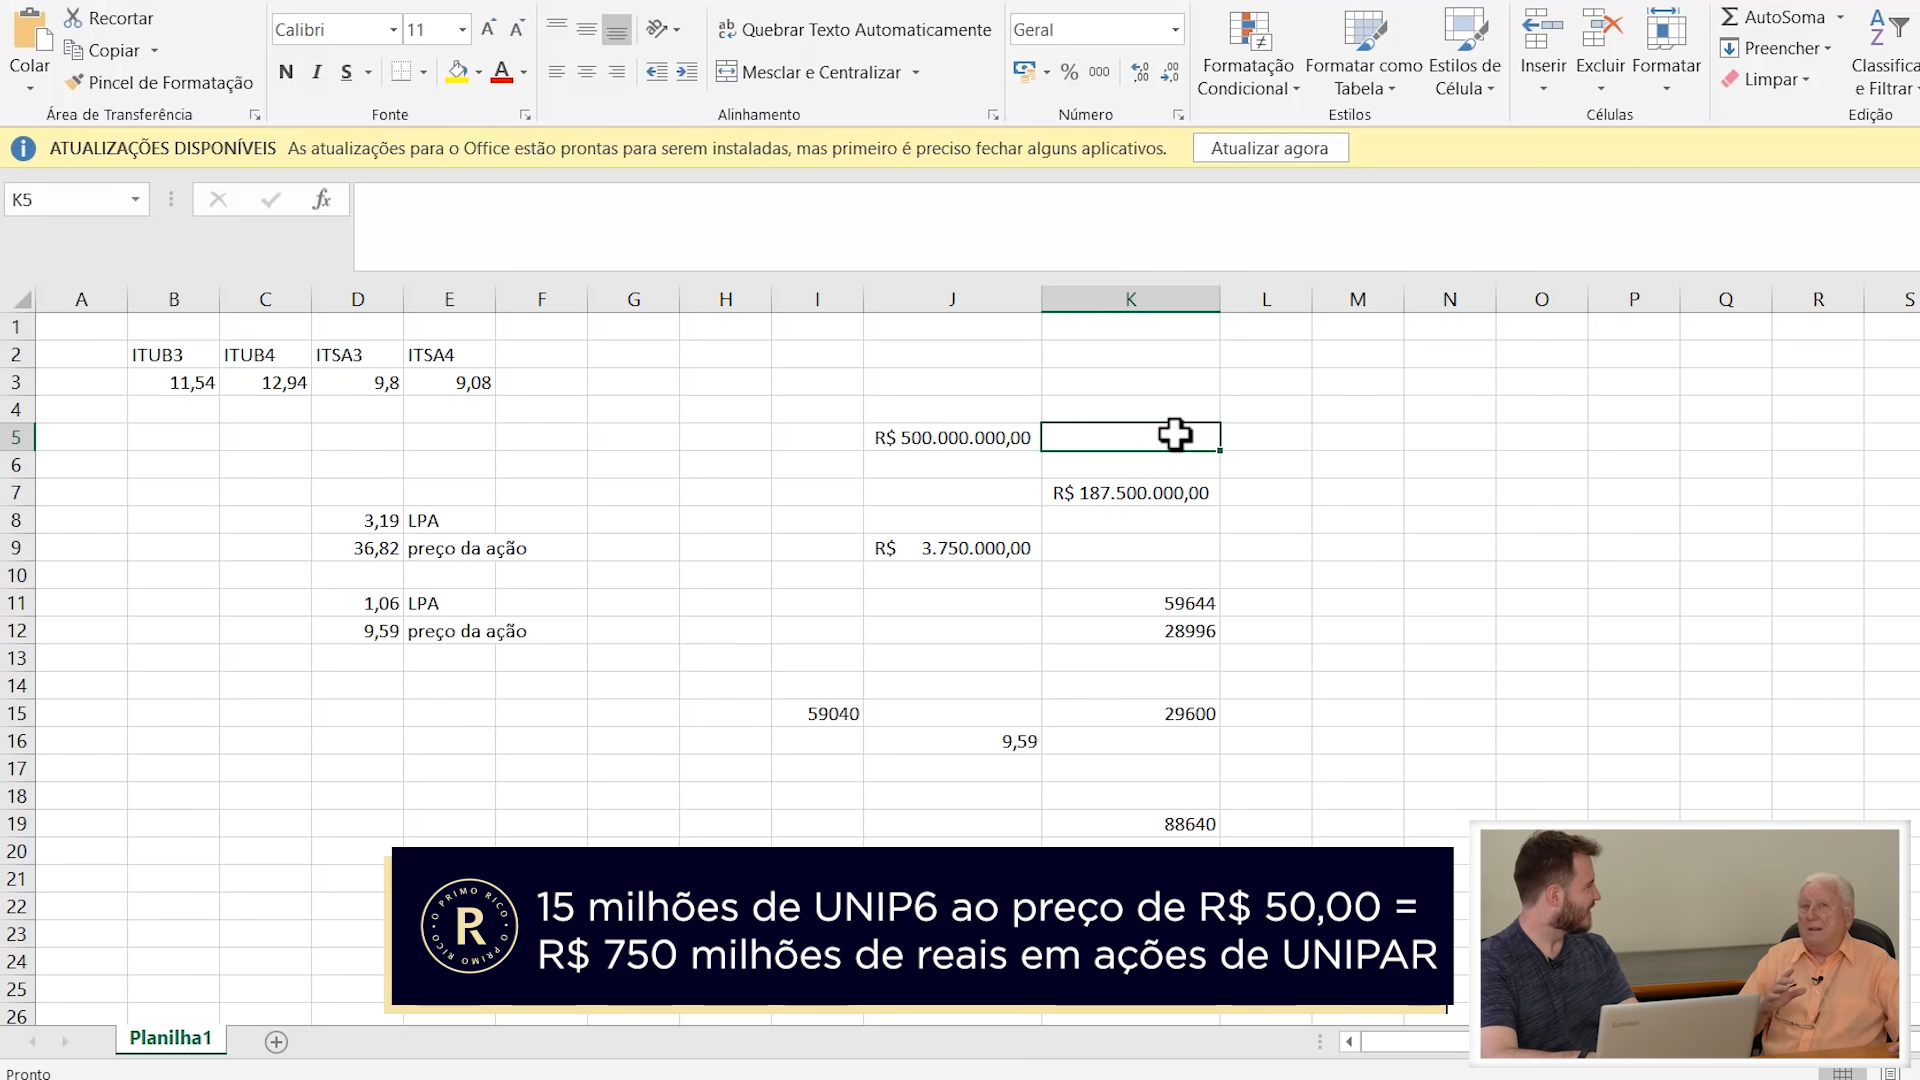 Colar
Recortar
Copiar
Pincel de Formatação
Área de Transferência
Calibri
11
N I S
Fonte
Quebrar Texto Automaticamente
Mesclar e Centralizar
Alinhamento
Geral
% 000
Número
Formatação Condicional
Formatar como Tabela
Estilos de Célula
Estilos
Inserir
Excluir
Formatar
Células
AutoSoma
Preencher
Limpar
Classifica
e Filtrar
Edição
ATUALIZAÇÕES DISPONÍVEIS As atualizações para o Office estão prontas para serem instaladas, mas primeiro é preciso fechar alguns aplicativos. Atualizar agora
K5 fx
A B C D E F G H I J K L M N O P Q R S
1
2 ITUB3 ITUB4 ITSA3 ITSA4
3 11,54 12,94 9,8 9,08
4
5 R$ 500.000.000,00
6
7 R$ 187.500.000,00
8 3,19 LPA
9 36,82 preço da ação R$ 3.750.000,00
10
11 1,06 LPA 59644
12 9,59 preço da ação 28996
13
14
15 59040 29600
16 9,59
17
18
19 88640
20
21
22
23
24
25
26
O PRIMO RICO • O PRIMO RICO •
R
15 milhões de UNIP6 ao preço de R$ 50,00 =
R$ 750 milhões de reais em ações de UNIPAR
Lenovo
Planilha1
Pronto